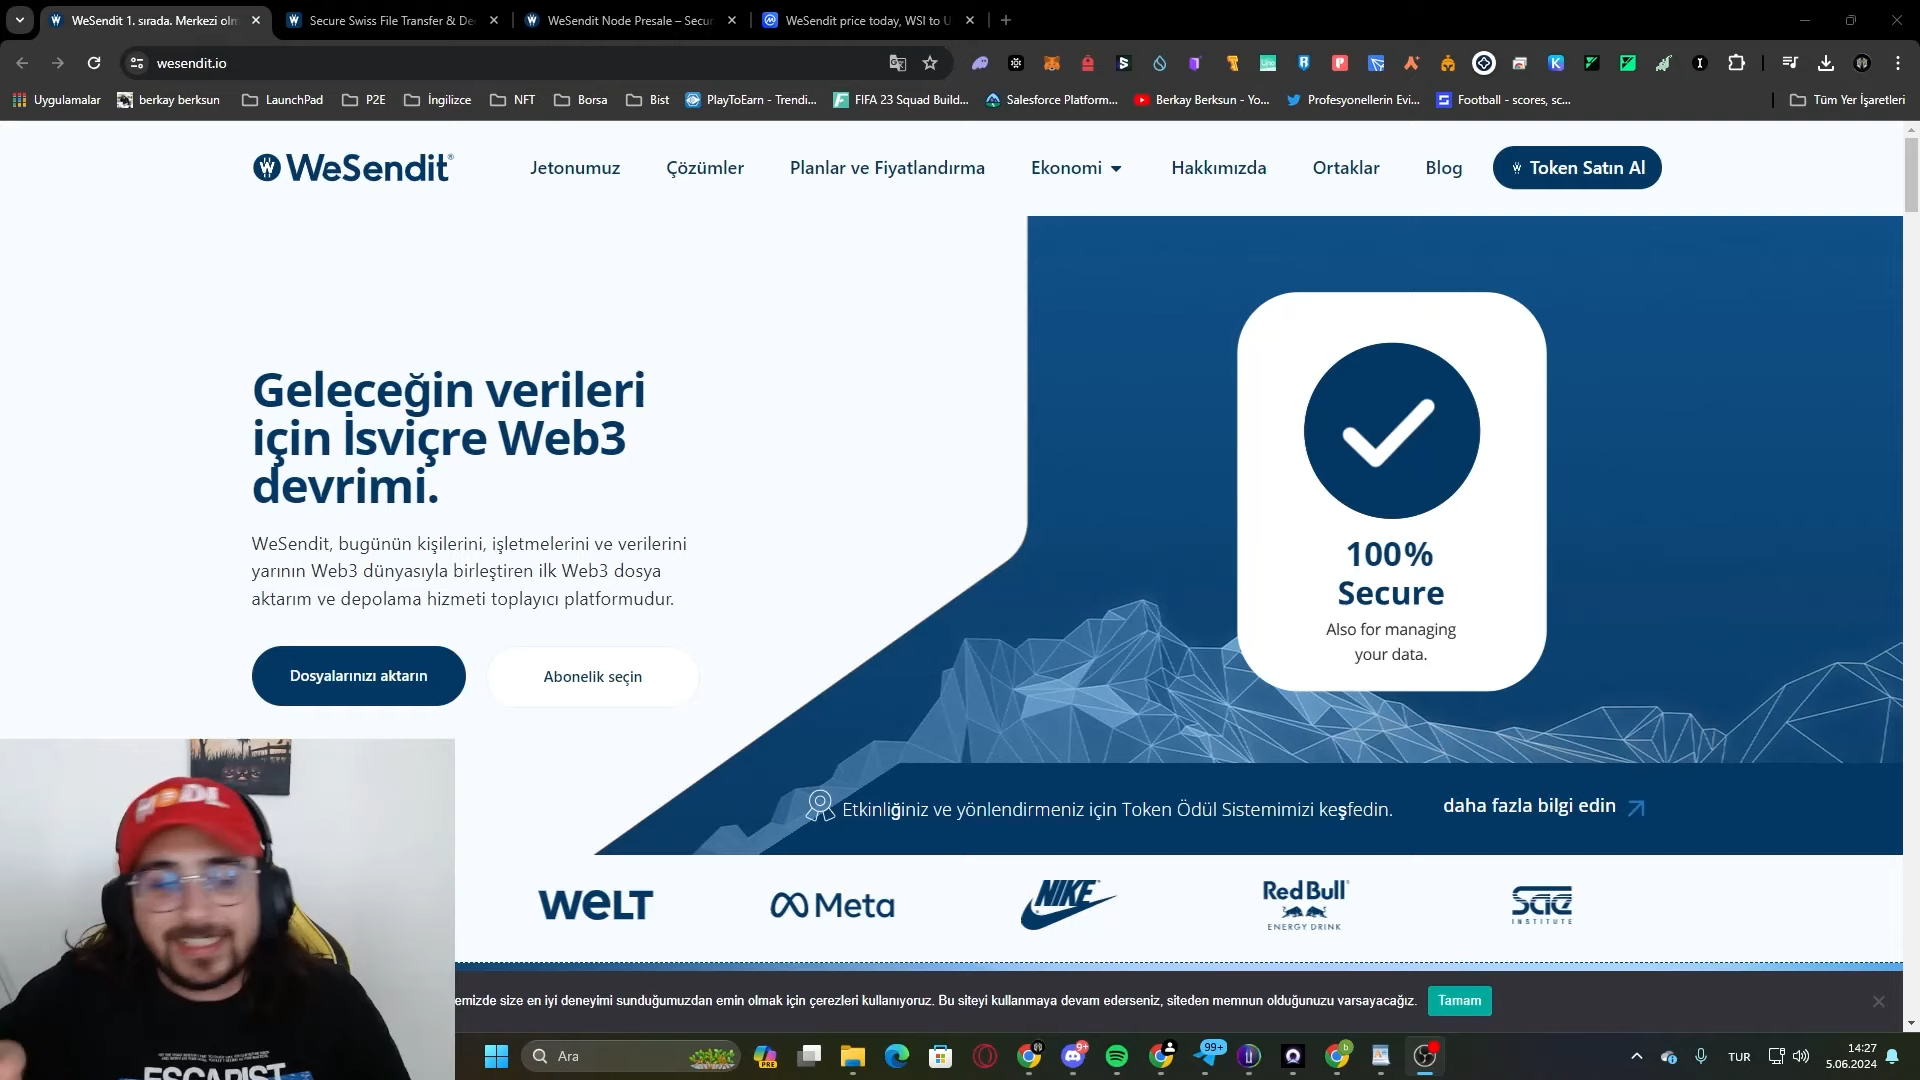 WeSendit 1. sırada. Merkezi olm
Secure Swiss File Transfer & De
WeSendit Node Presale – Secur
WeSendit price today, WSI to U
wesendit.io
Uygulamalar
berkay berksun
LaunchPad
P2E
İngilizce
NFT
Borsa
Bist
PlayToEarn - Trendi...
FIFA 23 Squad Build...
Salesforce Platform...
Berkay Berksun - Yo...
Profesyonellerin Evi...
Football - scores, sc...
Tüm Yer İşaretleri
WeSendit
Jetonumuz
Çözümler
Planlar ve Fiyatlandırma
Ekonomi
Hakkımızda
Ortaklar
Blog
Token Satın Al
Geleceğin verileri
için İsviçre Web3
devrimi.
WeSendit, bugünün kişilerini, işletmelerini ve verilerini
yarının Web3 dünyasıyla birleştiren ilk Web3 dosya
aktarım ve depolama hizmeti toplayıcı platformudur.
Dosyalarınızı aktarın
Abonelik seçin
100%
Secure
Also for managing
your data.
Etkinliğiniz ve yönlendirmeniz için Token Ödül Sistemimizi keşfedin.
daha fazla bilgi edin
WELT
Meta
NIKE
Red Bull
ENERGY DRINK
SAE
INSTITUTE
emizde size en iyi deneyimi sunduğumuzdan emin olmak için çerezleri kullanıyoruz. Bu siteyi kullanmaya devam ederseniz, siteden memnun olduğunuzu varsayacağız.
Tamam
HODL
ESCAPIST
Ara
PRE
9+
99+
TUR
14:27
5.06.2024